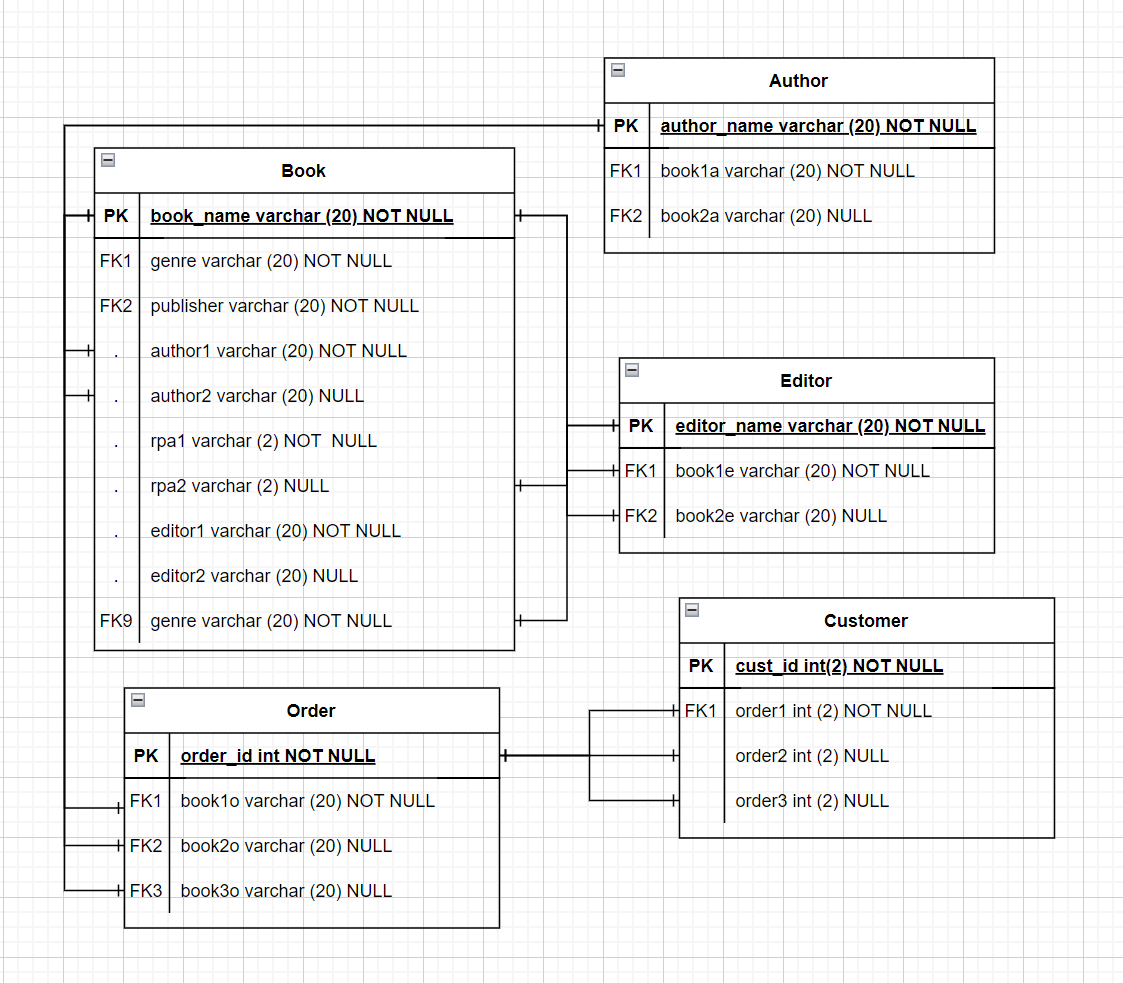 Author
PK author_name varchar (20) NOT NULL
FK1 book1a varchar (20) NOT NULL
FK2 book2a varchar (20) NULL
Book
PK book_name varchar (20) NOT NULL
FK1 genre varchar (20) NOT NULL
FK2 publisher varchar (20) NOT NULL
. author1 varchar (20) NOT NULL
. author2 varchar (20) NULL
. rpa1 varchar (2) NOT  NULL
. rpa2 varchar (2) NULL
. editor1 varchar (20) NOT NULL
. editor2 varchar (20) NULL
FK9 genre varchar (20) NOT NULL
Editor
PK editor_name varchar (20) NOT NULL
FK1 book1e varchar (20) NOT NULL
FK2 book2e varchar (20) NULL
Customer
PK cust_id int(2) NOT NULL
FK1 order1 int (2) NOT NULL
order2 int (2) NULL
order3 int (2) NULL
Order
PK order_id int NOT NULL
FK1 book1o varchar (20) NOT NULL
FK2 book2o varchar (20) NULL
FK3 book3o varchar (20) NULL